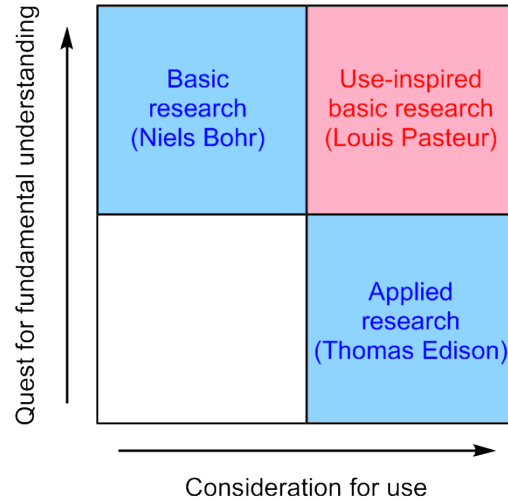 Quest for fundamental understanding
Basic
research
(Niels Bohr)
Use-inspired
basic research
(Louis Pasteur)
Applied
research
(Thomas Edison)
Consideration for use